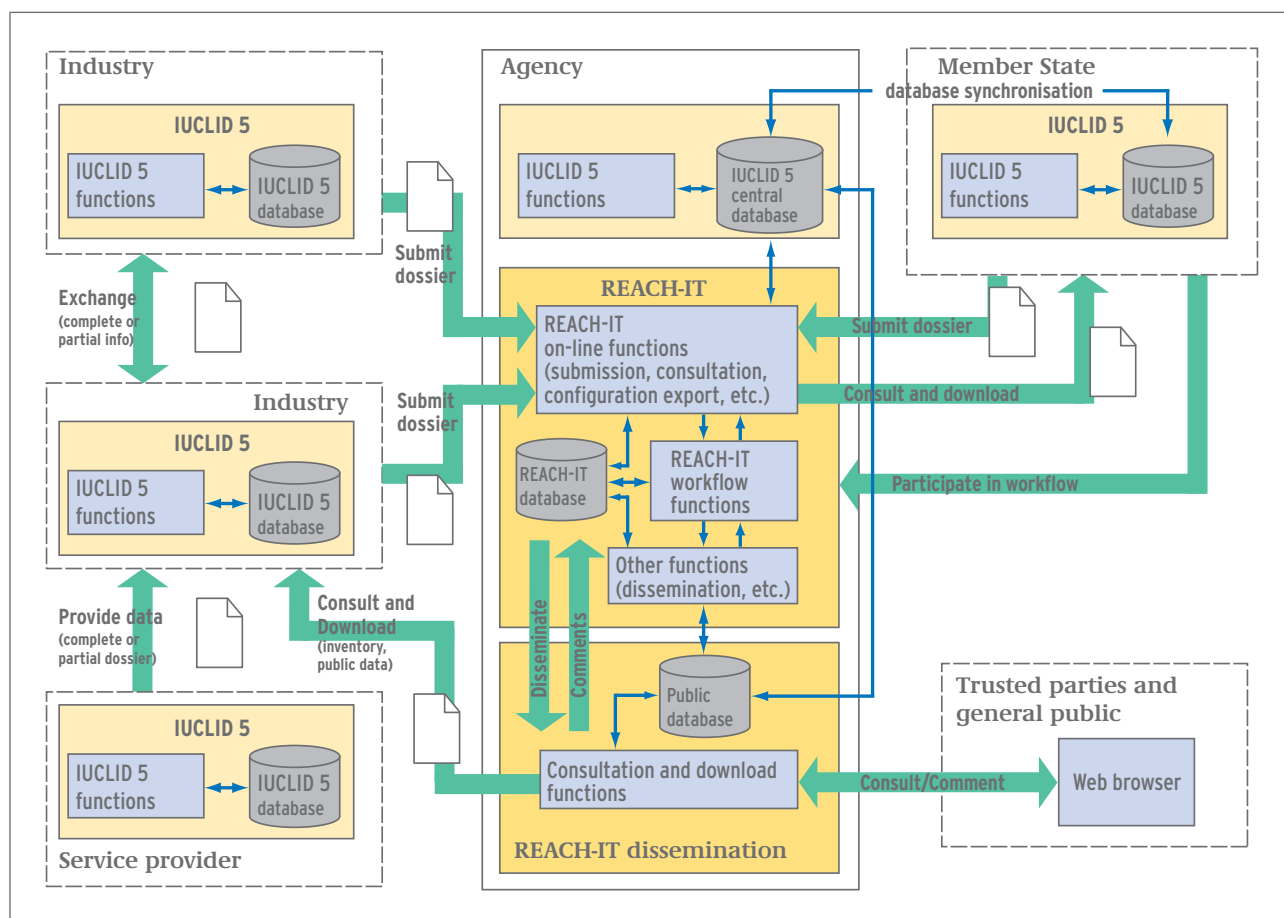 Industry
IUCLID 5
IUCLID 5
functions
IUCLID 5
database
Submit
dossier
Exchange
(complete or
partial info)
Industry
IUCLID 5
IUCLID 5
functions
IUCLID 5
database
Submit
dossier
Provide data
(complete or
partial dossier)
Consult and
Download
(inventory,
public data)
IUCLID 5
IUCLID 5
functions
IUCLID 5
database
Service provider
Agency
IUCLID 5
functions
IUCLID 5
central
database
REACH-IT
REACH-IT
on-line functions
(submission, consultation,
configuration export, etc.)
REACH-IT
database
REACH-IT
workflow
functions
Other functions
(dissemination, etc.)
Disseminate
Comments
Public
database
Consultation and download
functions
REACH-IT dissemination
Member State
database synchronisation
IUCLID 5
IUCLID 5
functions
IUCLID 5
database
Submit dossier
Consult and download
Participate in workflow
Trusted parties and
general public
Consult/Comment
Web browser